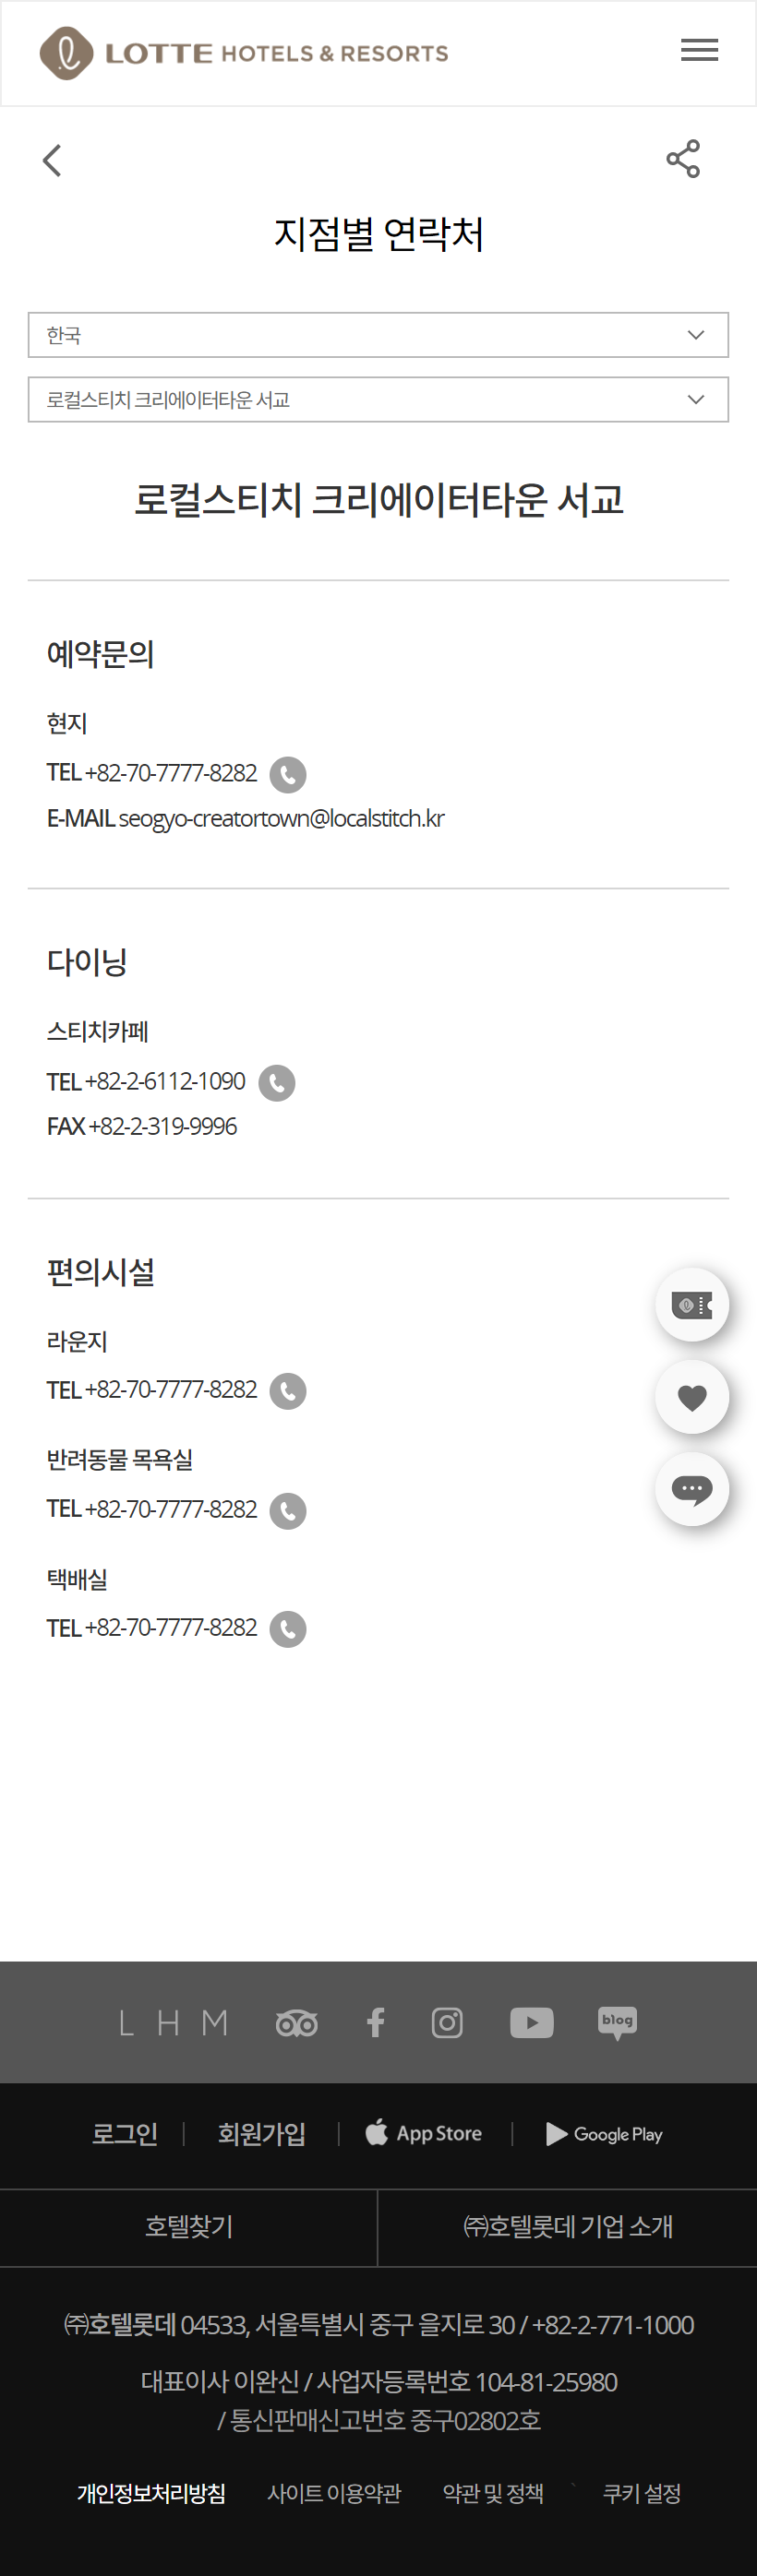 LOTTE HOTELS & RESORTS
지점별 연락처
한국
로컬스티치 크리에이터타운 서교
로컬스티치 크리에이터타운 서교
예약문의
현지
TEL +82-70-7777-8282
E-MAIL seogyo-creatortown@localstitch.kr
다이닝
스티치카페
TEL +82-2-6112-1090
FAX +82-2-319-9996
편의시설
라운지
TEL +82-70-7777-8282
반려동물 목욕실
TEL +82-70-7777-8282
택배실
TEL +82-70-7777-8282
L H M blog
로그인 회원가입 App Store Google Play
호텔찾기 ㈜호텔롯데 기업 소개
㈜호텔롯데 04533, 서울특별시 중구 을지로 30 / +82-2-771-1000
대표이사 이완신 / 사업자등록번호 104-81-25980
/ 통신판매신고번호 중구02802호
개인정보처리방침 사이트 이용약관 약관 및 정책 ` 쿠키 설정